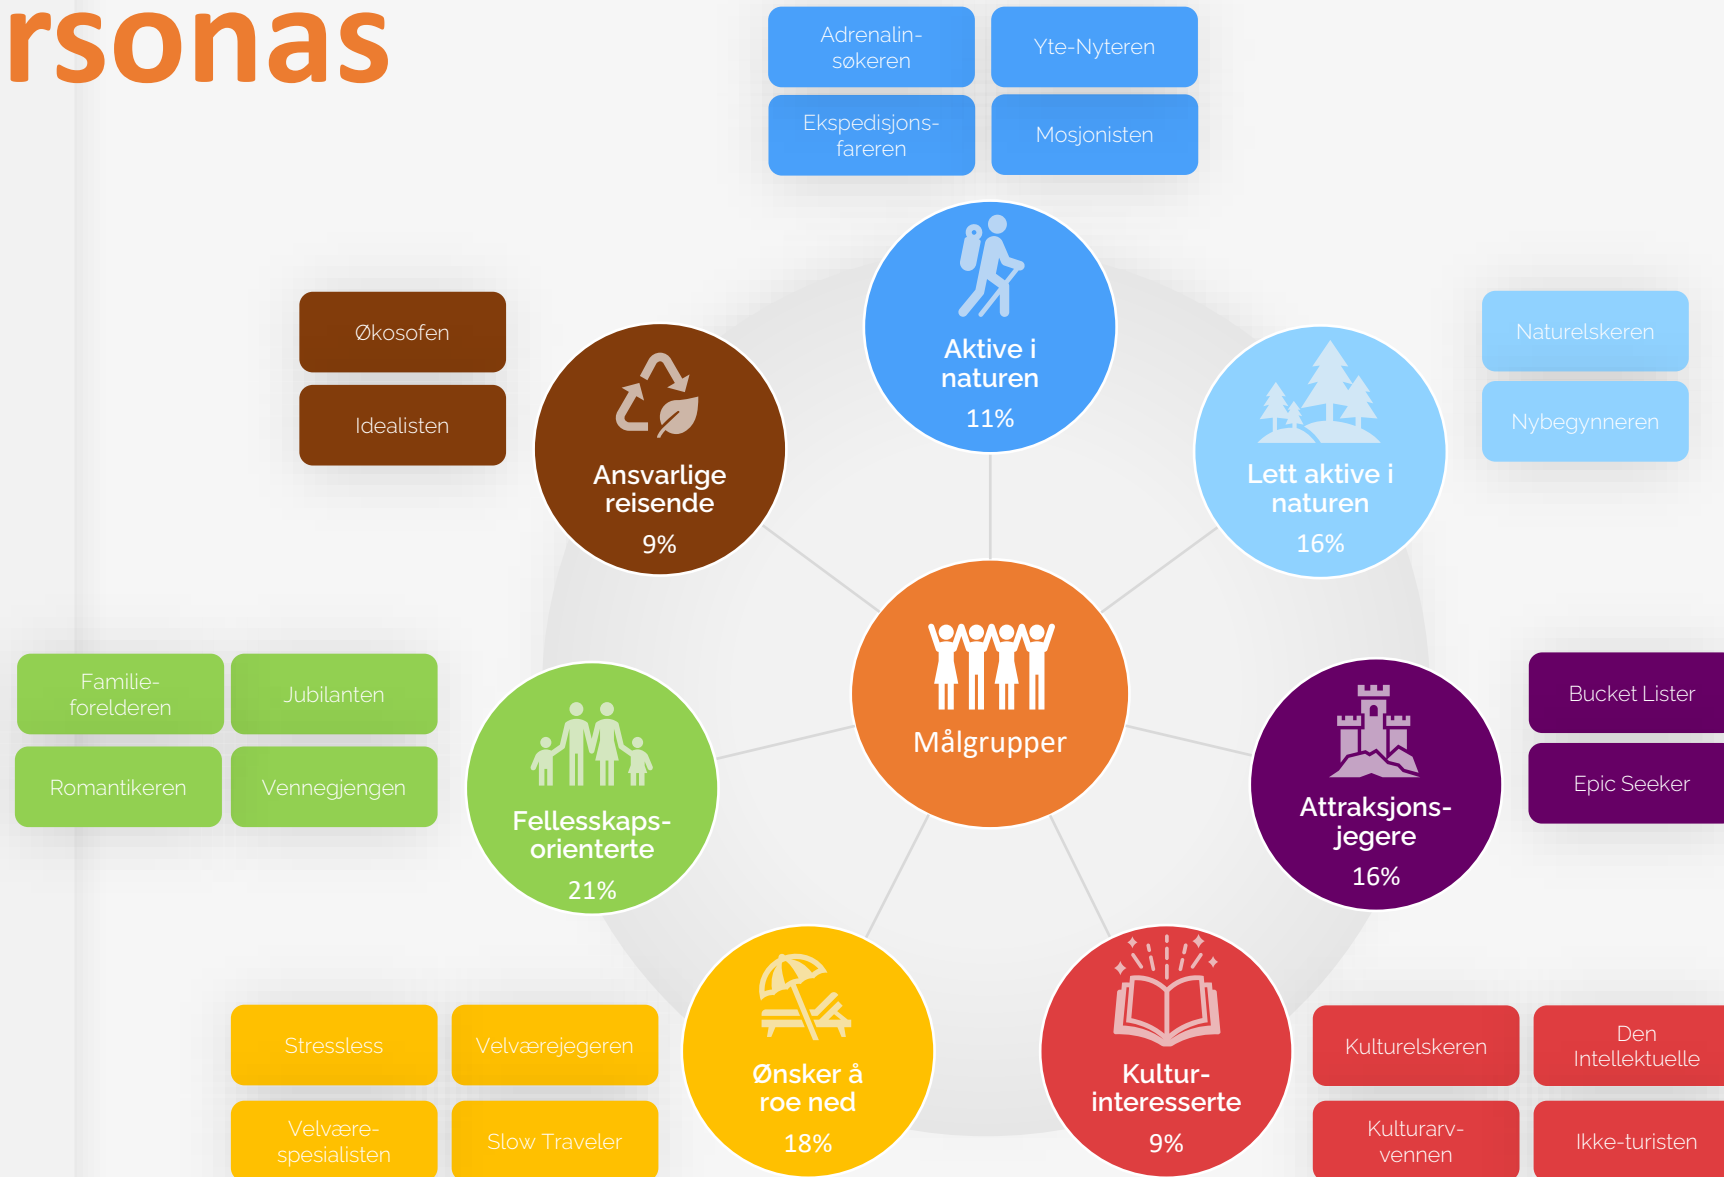 rsonas
Adrenalin-
søkeren
Yte-Nyteren
Ekspedisjons-
fareren
Mosjonisten
Aktive i
naturen
11%
Naturelskeren
Nybegynneren
Lett aktive i
naturen
16%
Økosofen
Idealisten
Ansvarlige
reisende
9%
Målgrupper
Bucket Lister
Epic Seeker
Attraksjons-
jegere
16%
Familie-
forelderen
Jubilanten
Romantikeren
Vennegjengen
Fellesskaps-
orienterte
21%
Stressless
Velværejegeren
Velvære-
spesialisten
Slow Traveler
Ønsker å
roe ned
18%
Kultur-
interesserte
9%
Kulturelskeren
Den
Intellektuelle
Kulturarv-
vennen
Ikke-turisten